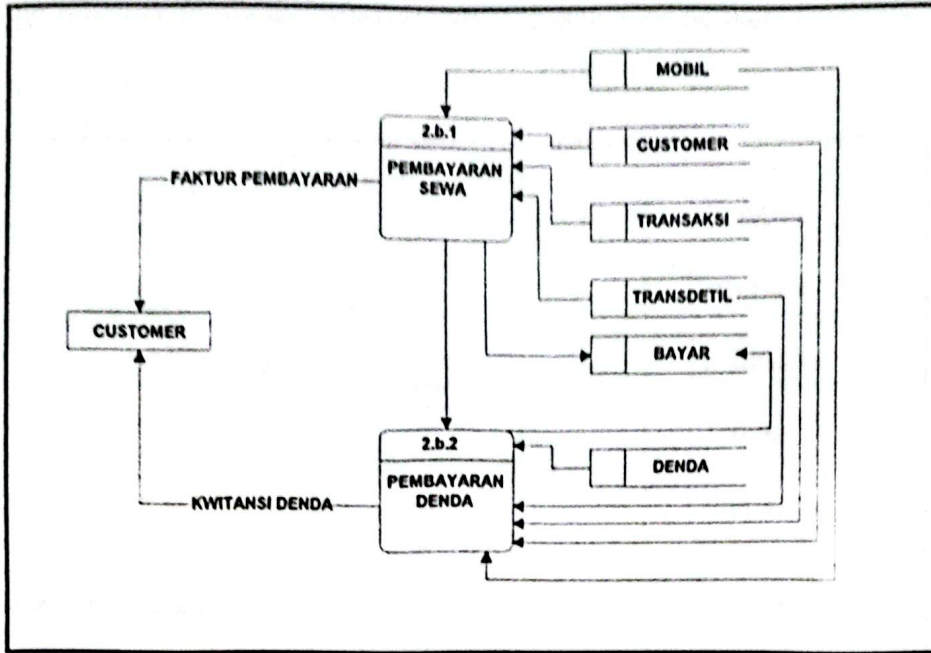 MOBIL
2.b.1
CUSTOMER
PEMBAYARAN
SEWA
FAKTUR PEMBAYARAN
TRANSAKSI
TRANSDETIL
CUSTOMER
BAYAR
2.b.2
DENDA
PEMBAYARAN
DENDA
KWITANSI DENDA